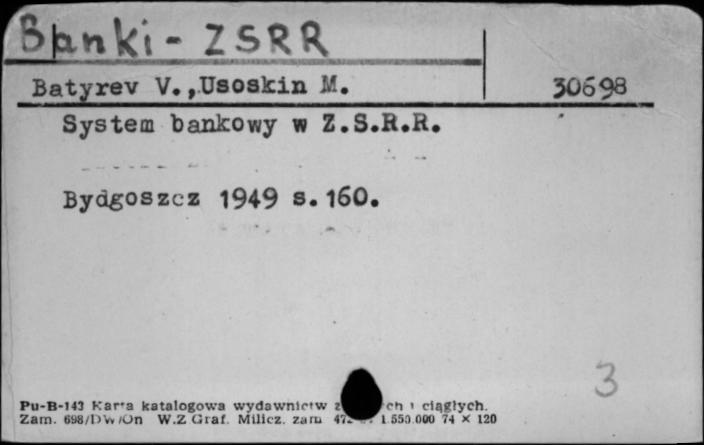 Banki - ZSRR
Batyrev V., Usoskin M. 30698
System bankowy w Z.S.R.R.
Bydgoszcz 1949 s. 160.
3
Pu-B-143 Karta katalogowa wydawnictw ciągłych.
Zam. 698/DW/On W.Z Graf. Milicz. zam 1.550.000 74 × 120